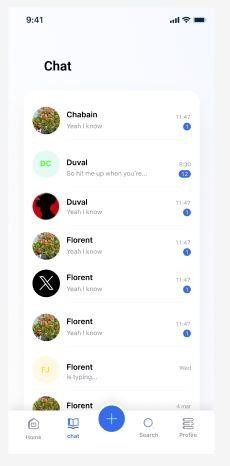 9:41
Chat
Chabain 11:47
Yeah I know 1
DC Duval 8:30
So hit me up when you're... 12
Duval 11:47
Yeah I know 1
Florent 11:47
Yeah I know 1
Florent 11:47
Yeah I know 1
Florent 11:47
Yeah I know 1
FJ Florent Wed
is typing...
Florent 4 mar
Home chat Search Profile